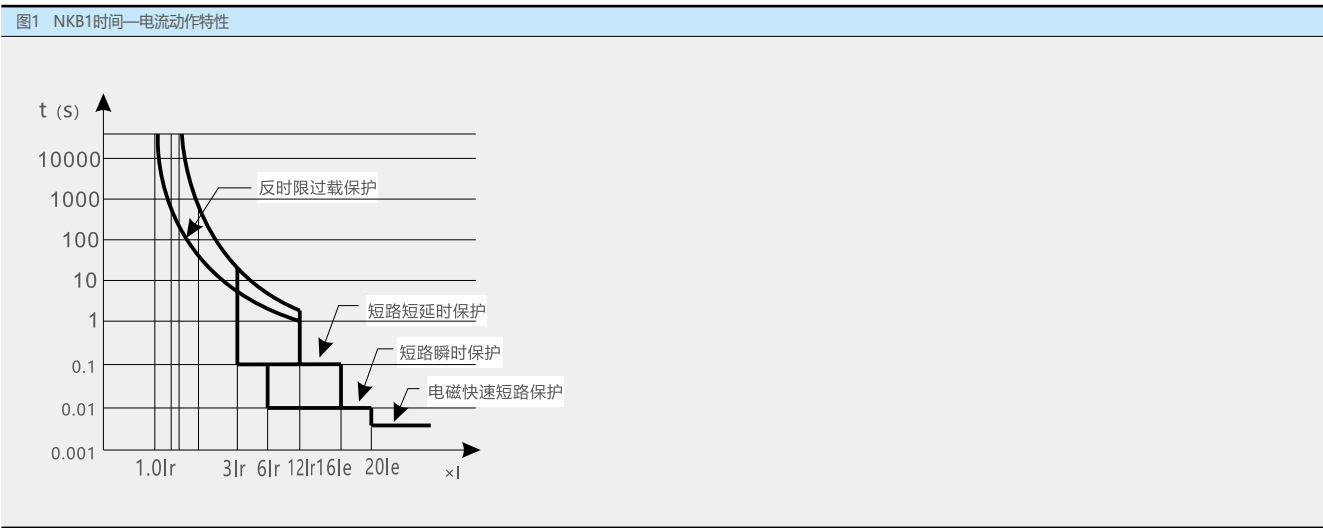 图1 NKB1时间—电流动作特性
t（s）
10000
反时限过载保护
1000
100
10
短路短延时保护
1
短路瞬时保护
0.1
电磁快速短路保护
0.01
0.001
1.0Ir 3Ir 6Ir 12Ir16Ie 20Ie
×I